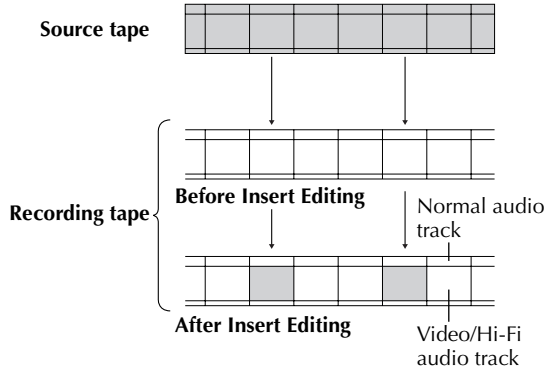 Source tape
Before Insert Editing
Recording tape
Normal audio
track
After Insert Editing
Video/Hi-Fi
audio track